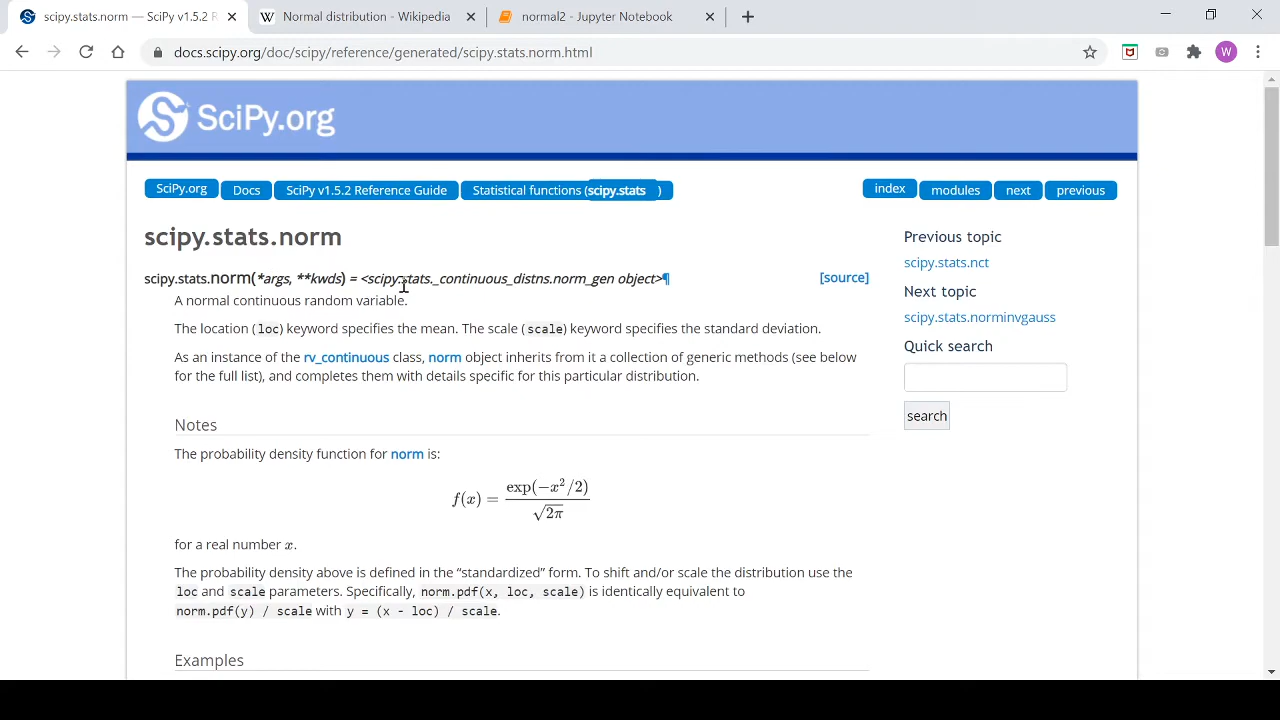 scipy.stats.norm — SciPy v1.5.2 R
Normal distribution - Wikipedia
normal2 - Jupyter Notebook
docs.scipy.org/doc/scipy/reference/generated/scipy.stats.norm.html
W
SciPy.org
SciPy.org Docs SciPy v1.5.2 Reference Guide Statistical functions (scipy.stats ) index modules next previous
scipy.stats.norm
scipy.stats.norm(*args, **kwds) = <scipy.stats._continuous_distns.norm_gen object>¶ [source]
A normal continuous random variable.
The location (loc) keyword specifies the mean. The scale (scale) keyword specifies the standard deviation.
As an instance of the rv_continuous class, norm object inherits from it a collection of generic methods (see below
for the full list), and completes them with details specific for this particular distribution.
Notes
The probability density function for norm is:
f(x) = exp(−x²/2) / √2π
for a real number x.
The probability density above is defined in the “standardized” form. To shift and/or scale the distribution use the
loc and scale parameters. Specifically, norm.pdf(x, loc, scale) is identically equivalent to
norm.pdf(y) / scale with y = (x - loc) / scale.
Examples
Previous topic
scipy.stats.nct
Next topic
scipy.stats.norminvgauss
Quick search
search